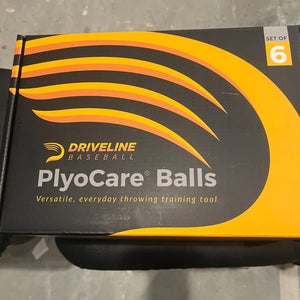 SET OF
6
DRIVELINE
BASEBALL
PlyoCare® Balls
Versatile, everyday throwing training tool